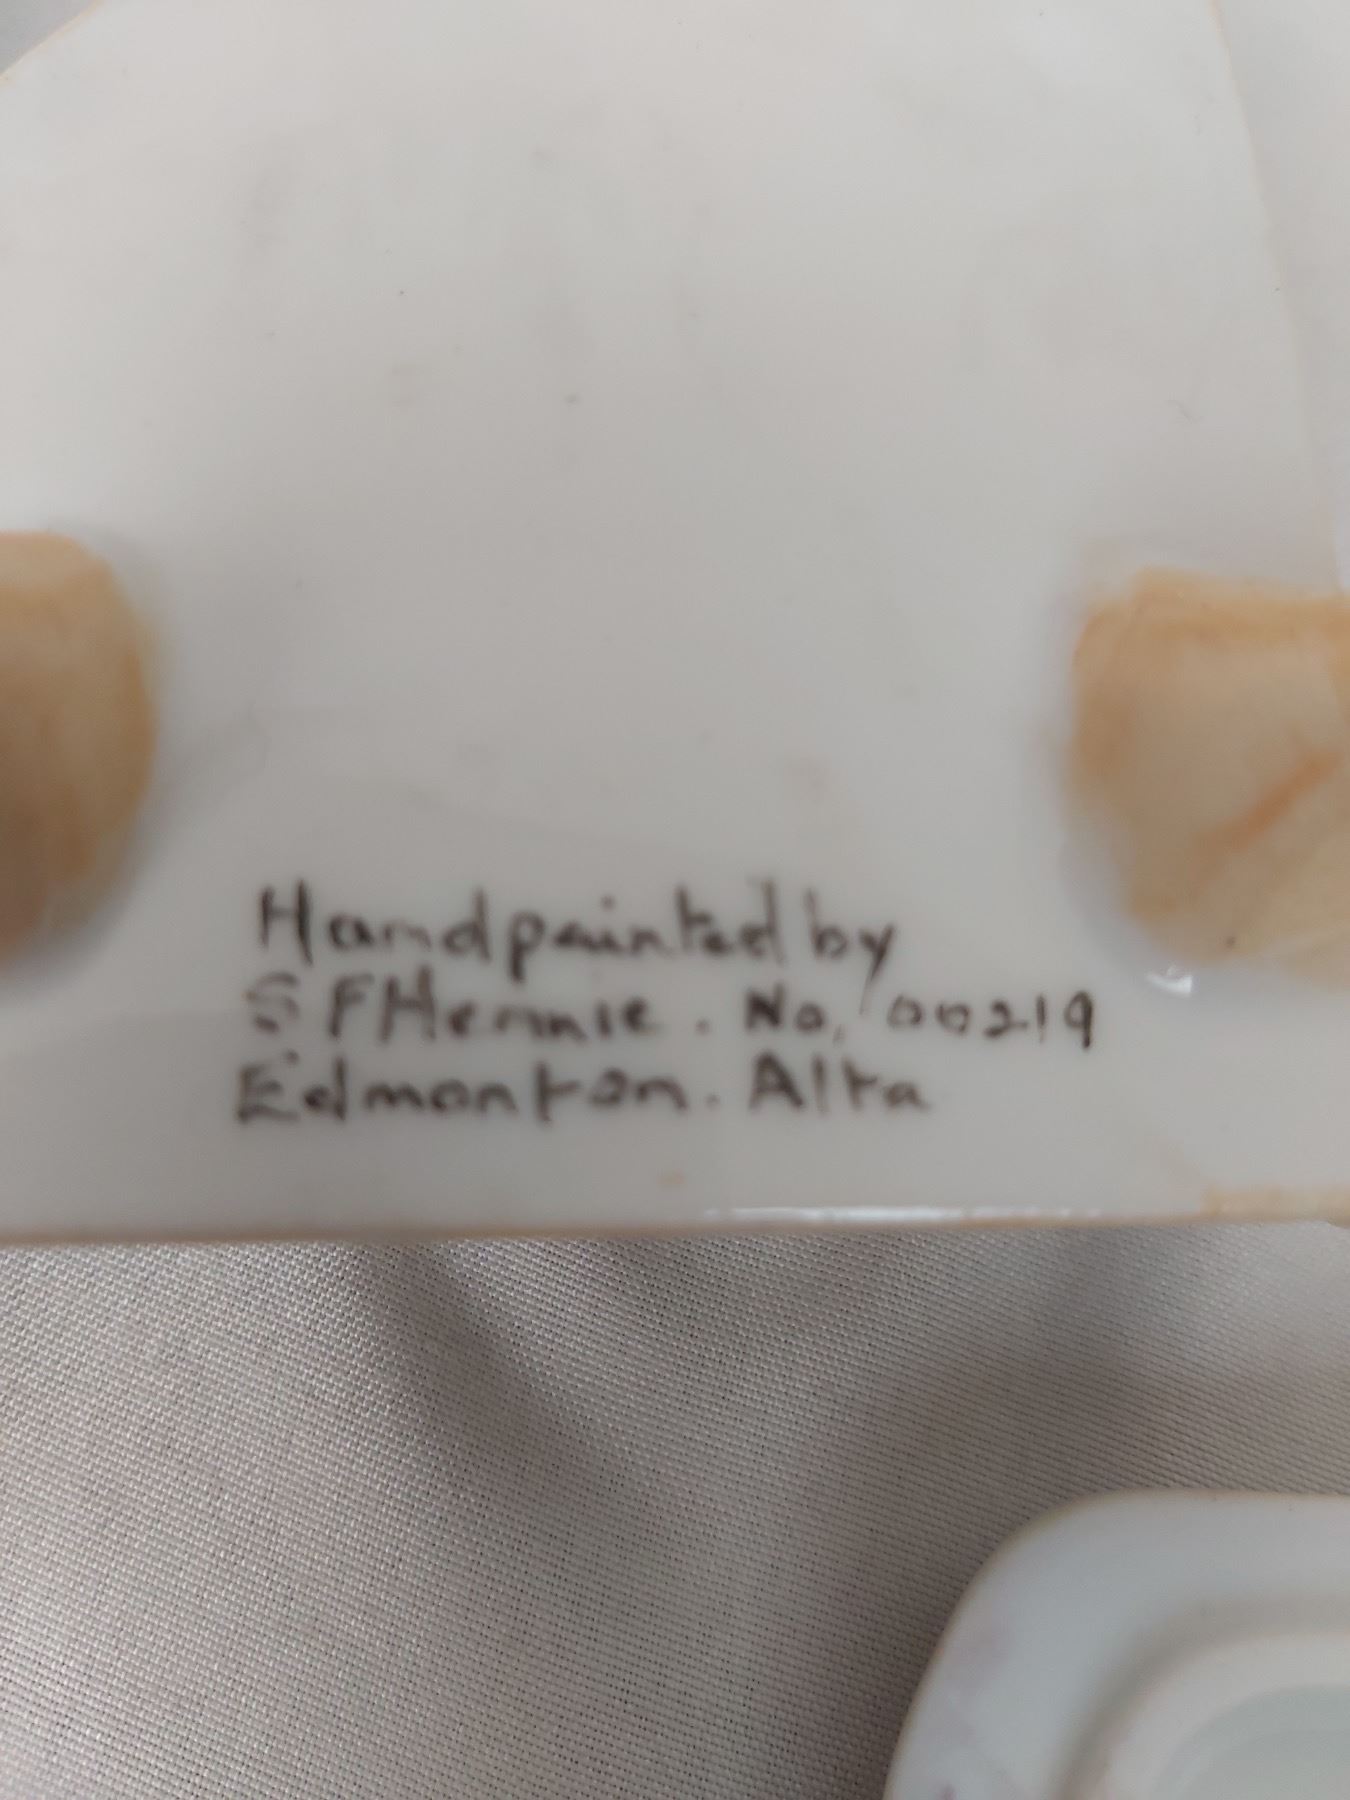 Handpainted by
S F Hennie. No. 00219
Edmonton. Alta